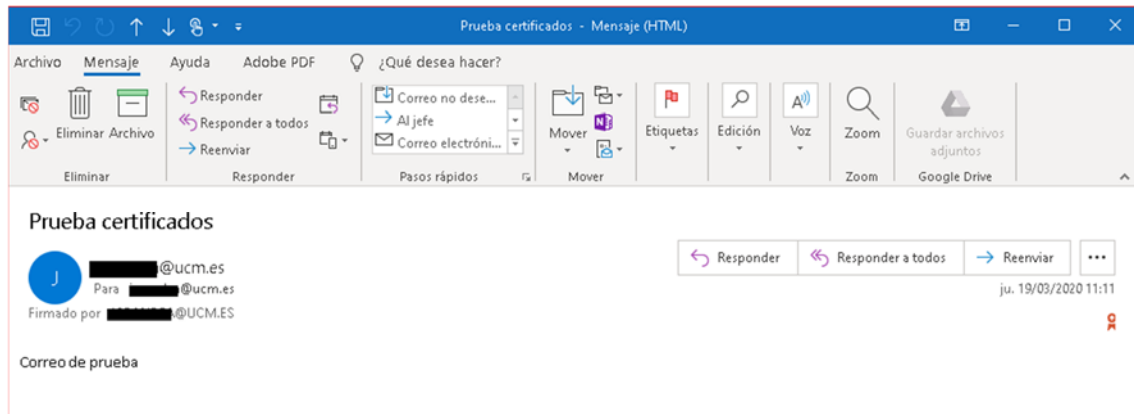 Prueba certificados - Mensaje (HTML)
Archivo Mensaje Ayuda Adobe PDF ¿Qué desea hacer?
Eliminar Archivo
Responder
Responder a todos
Reenviar
Correo no dese...
Al jefe
Correo electróni...
Mover
Etiquetas
Edición
Voz
Zoom
Guardar archivos
adjuntos
Eliminar Responder Pasos rápidos Mover Zoom Google Drive
Prueba certificados
J
@ucm.es
Para @ucm.es
Firmado por @UCM.ES
Responder Responder a todos Reenviar
ju. 19/03/2020 11:11
Correo de prueba